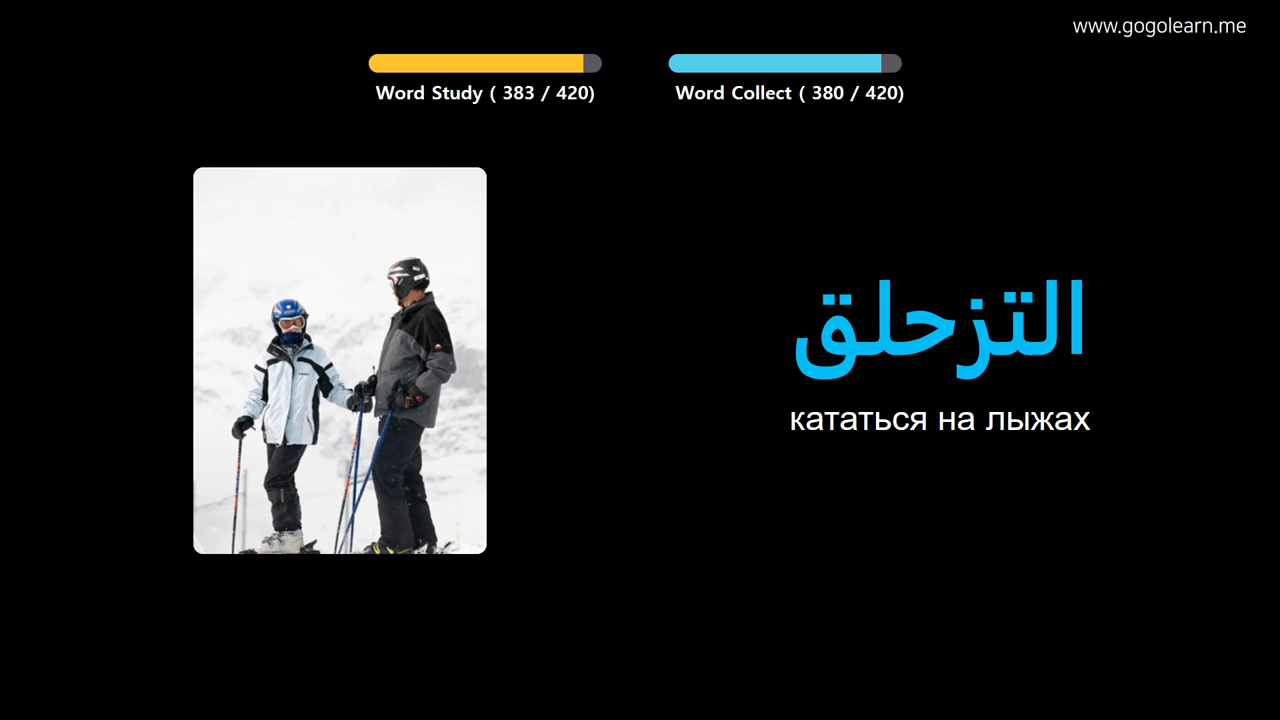 www.gogolearn.me
Word Study ( 383 / 420)
Word Collect ( 380 / 420)
التزحلق
кататься на лыжах